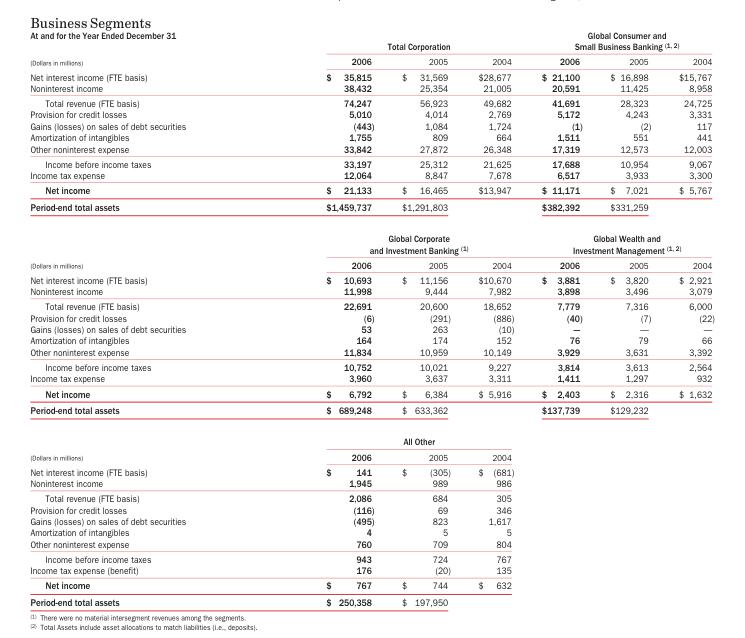 Business Segments
At and for the Year Ended December 31
Total Corporation
Global Consumer and
Small Business Banking (1, 2)
(Dollars in millions) 2006 2005 2004 2006 2005 2004
Net interest income (FTE basis) $ 35,815 $ 31,569 $28,677 $ 21,100 $ 16,898 $15,767
Noninterest income 38,432 25,354 21,005 20,591 11,425 8,958
Total revenue (FTE basis) 74,247 56,923 49,682 41,691 28,323 24,725
Provision for credit losses 5,010 4,014 2,769 5,172 4,243 3,331
Gains (losses) on sales of debt securities (443) 1,084 1,724 (1) (2) 117
Amortization of intangibles 1,755 809 664 1,511 551 441
Other noninterest expense 33,842 27,872 26,348 17,319 12,573 12,003
Income before income taxes 33,197 25,312 21,625 17,688 10,954 9,067
Income tax expense 12,064 8,847 7,678 6,517 3,933 3,300
Net income $ 21,133 $ 16,465 $13,947 $ 11,171 $ 7,021 $ 5,767
Period-end total assets $1,459,737 $1,291,803 $382,392 $331,259
Global Corporate
and Investment Banking (1)
Global Wealth and
Investment Management (1, 2)
(Dollars in millions) 2006 2005 2004 2006 2005 2004
Net interest income (FTE basis) $ 10,693 $ 11,156 $10,670 $ 3,881 $ 3,820 $ 2,921
Noninterest income 11,998 9,444 7,982 3,898 3,496 3,079
Total revenue (FTE basis) 22,691 20,600 18,652 7,779 7,316 6,000
Provision for credit losses (6) (291) (886) (40) (7) (22)
Gains (losses) on sales of debt securities 53 263 (10) — — —
Amortization of intangibles 164 174 152 76 79 66
Other noninterest expense 11,834 10,959 10,149 3,929 3,631 3,392
Income before income taxes 10,752 10,021 9,227 3,814 3,613 2,564
Income tax expense 3,960 3,637 3,311 1,411 1,297 932
Net income $ 6,792 $ 6,384 $ 5,916 $ 2,403 $ 2,316 $ 1,632
Period-end total assets $ 689,248 $ 633,362 $137,739 $129,232
All Other
(Dollars in millions) 2006 2005 2004
Net interest income (FTE basis) $ 141 $ (305) $ (681)
Noninterest income 1,945 989 986
Total revenue (FTE basis) 2,086 684 305
Provision for credit losses (116) 69 346
Gains (losses) on sales of debt securities (495) 823 1,617
Amortization of intangibles 4 5 5
Other noninterest expense 760 709 804
Income before income taxes 943 724 767
Income tax expense (benefit) 176 (20) 135
Net income $ 767 $ 744 $ 632
Period-end total assets $ 250,358 $ 197,950
(1) There were no material intersegment revenues among the segments.
(2) Total Assets include asset allocations to match liabilities (i.e., deposits).